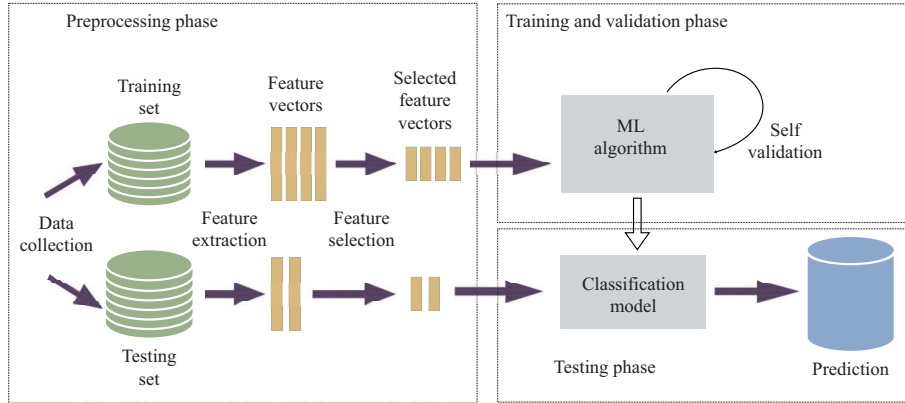 Preprocessing phase
Training
set
Feature
vectors
Selected
feature
vectors
Data
collection
Feature
extraction
Feature
selection
Testing
set
Training and validation phase
ML
algorithm
Self
validation
Classification
model
Testing phase
Prediction